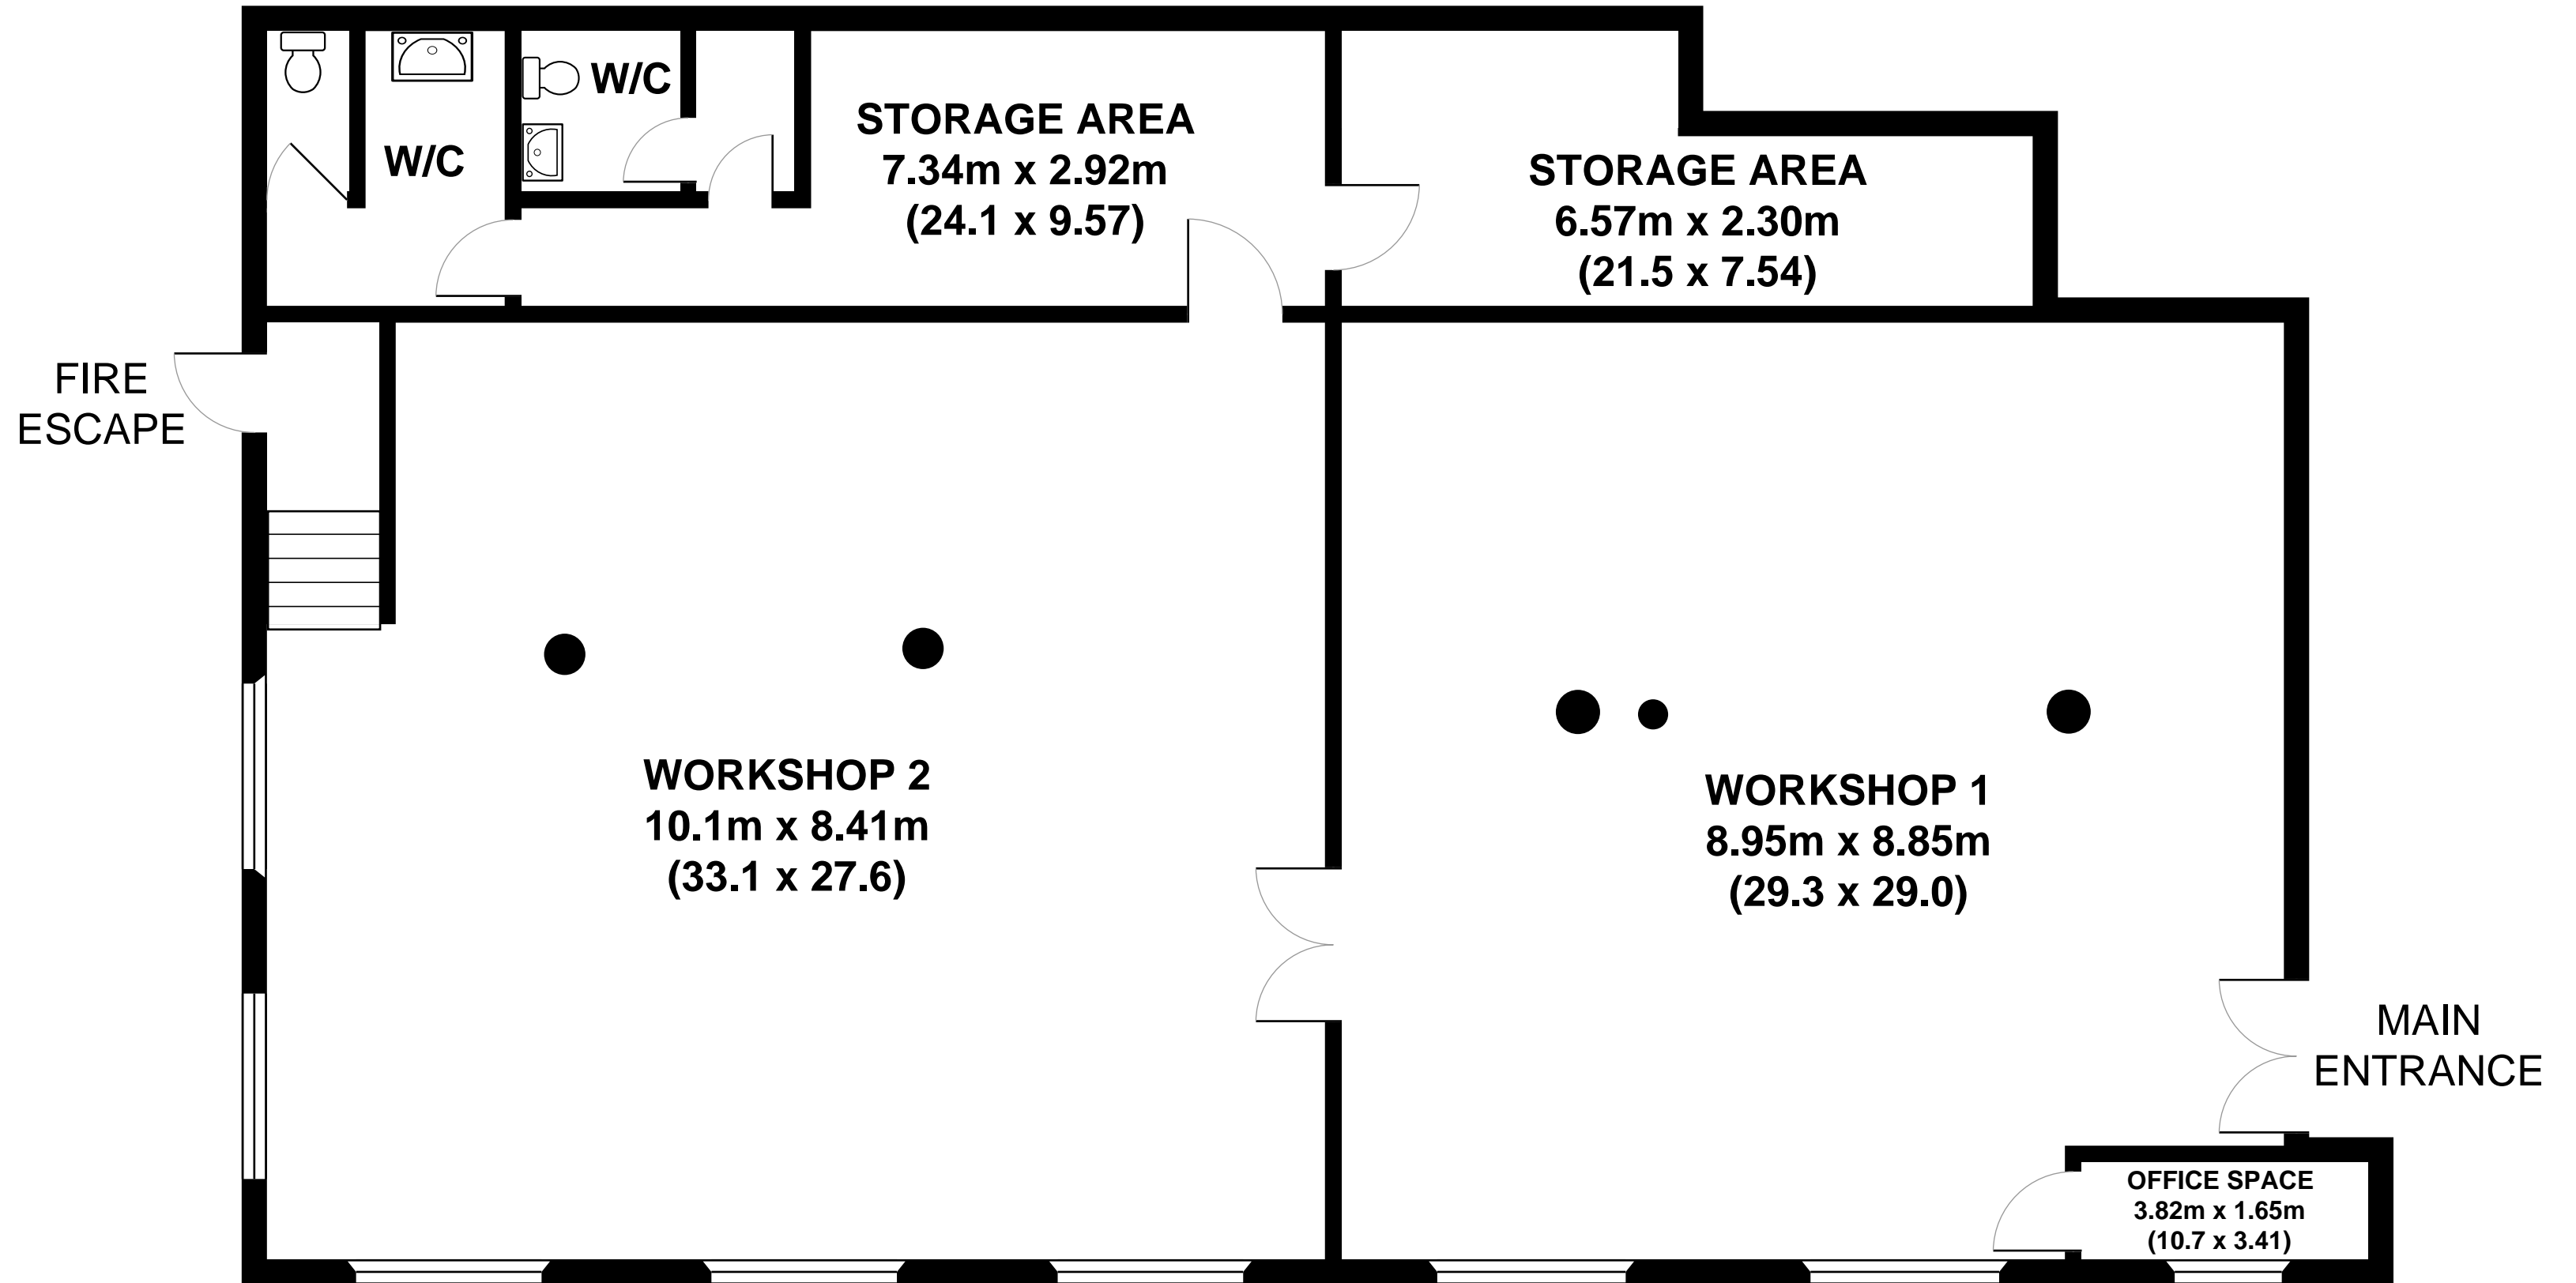 W/C
W/C
STORAGE AREA
7.34m x 2.92m
(24.1 x 9.57)
STORAGE AREA
6.57m x 2.30m
(21.5 x 7.54)
FIRE
ESCAPE
WORKSHOP 2
10.1m x 8.41m
(33.1 x 27.6)
WORKSHOP 1
8.95m x 8.85m
(29.3 x 29.0)
MAIN
ENTRANCE
OFFICE SPACE
3.82m x 1.65m
(10.7 x 3.41)